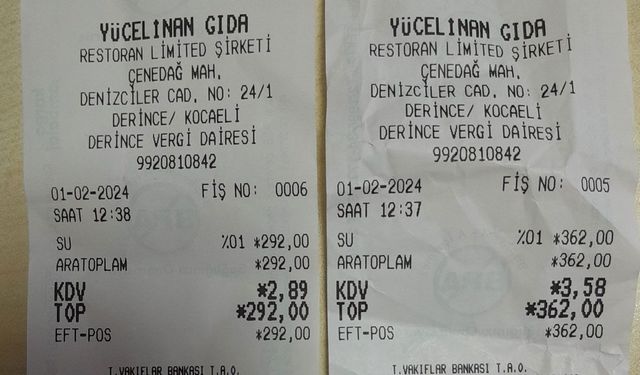 YÜCELİNAN GIDA
RESTORAN LİMİTED ŞİRKETİ
ÇENEDAĞ MAH.
DENİZCİLER CAD. NO: 24/1
DERİNCE/ KOCAELİ
DERİNCE VERGİ DAİRESİ
9920810842
01-02-2024 FİŞ NO: 0006
SAAT 12:38
SU %01 *292,00
ARATOPLAM *292,00
KDV *2,89
TOP *292,00
EFT-POS *292,00
T.VAKIFLAR BANKASI T.A.O.
YÜCELİNAN GIDA
RESTORAN LİMİTED ŞİRKETİ
ÇENEDAĞ MAH.
DENİZCİLER CAD. NO: 24/1
DERİNCE/ KOCAELİ
DERİNCE VERGİ DAİRESİ
9920810842
01-02-2024 FİŞ NO: 0005
SAAT 12:37
SU %01 *362,00
ARATOPLAM *362,00
KDV *3,58
TOP *362,00
EFT-POS *362,00
T.VAKIFLAR BANKASI T.A.O.